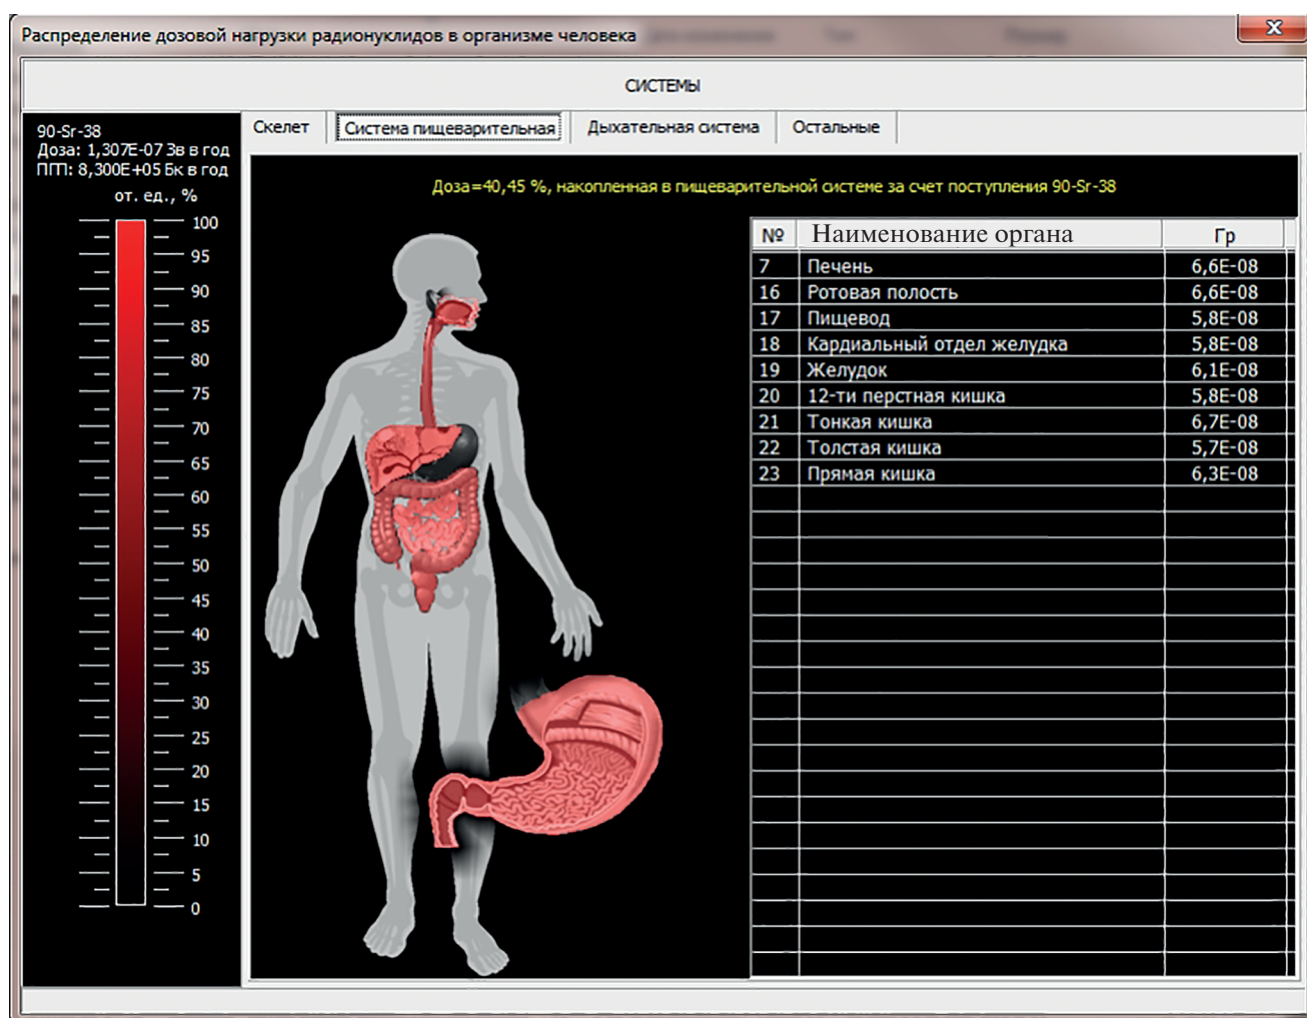 Распределение дозовой нагрузки радионуклидов в организме человека
X
СИСТЕМЫ
90-Sr-38
Доза: 1,307E-07 Зв в год
ПГП: 8,300E+05 Бк в год
от. ед., %
100
95
90
85
80
75
70
65
60
55
50
45
40
35
30
25
20
15
10
5
0
Скелет Система пищеварительная Дыхательная система Остальные
Доза=40,45 %, накопленная в пищеварительной системе за счет поступления 90-Sr-38
№ Наименование органа Гр
7 Печень 6,6E-08
16 Ротовая полость 6,6E-08
17 Пищевод 5,8E-08
18 Кардиальный отдел желудка 5,8E-08
19 Желудок 6,1E-08
20 12-ти перстная кишка 5,8E-08
21 Тонкая кишка 6,7E-08
22 Толстая кишка 5,7E-08
23 Прямая кишка 6,3E-08